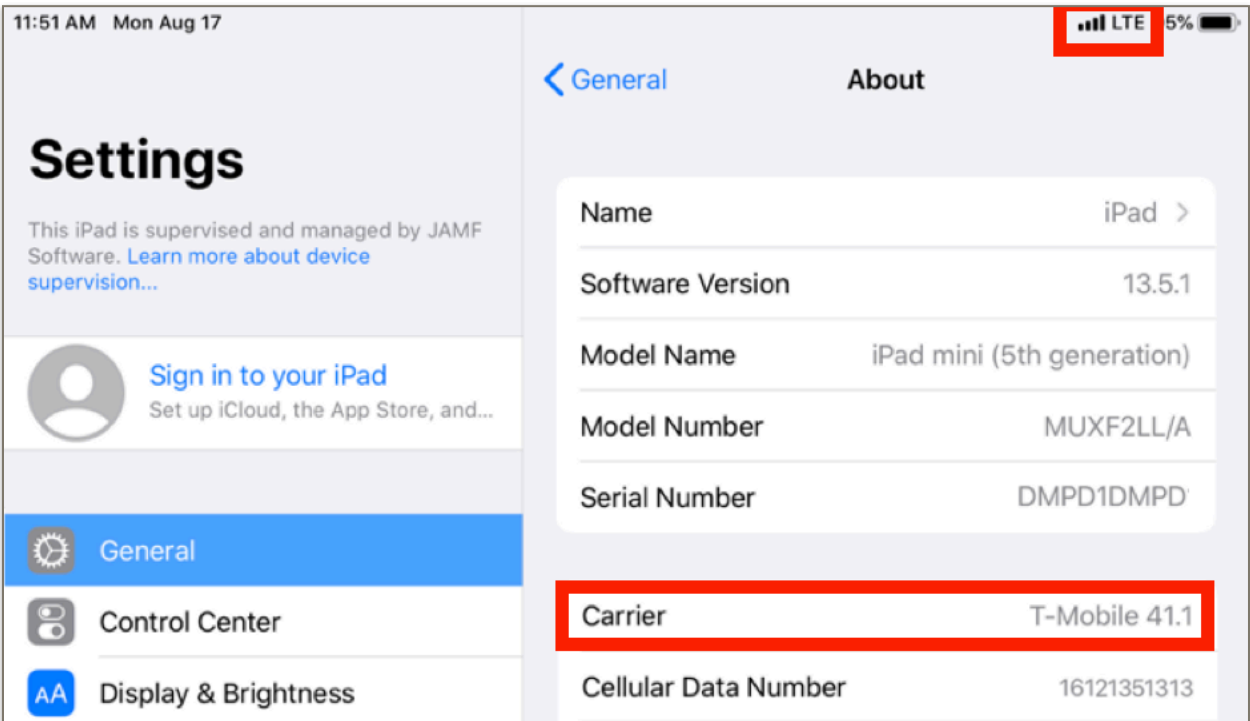 11:51 AM Mon Aug 17
LTE 5%
Settings
This iPad is supervised and managed by JAMF
Software. Learn more about device
supervision...
Sign in to your iPad
Set up iCloud, the App Store, and...
General
Control Center
AA Display & Brightness
General About
Name iPad
Software Version 13.5.1
Model Name iPad mini (5th generation)
Model Number MUXF2LL/A
Serial Number DMPD1DMPD
Carrier T-Mobile 41.1
Cellular Data Number 16121351313